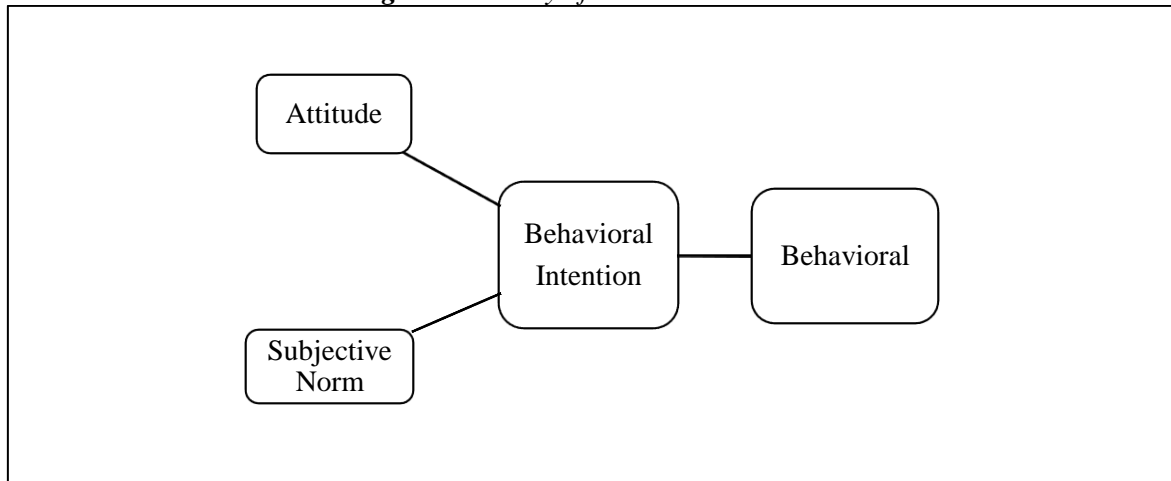 Attitude
Behavioral
Intention
Behavioral
Subjective
Norm